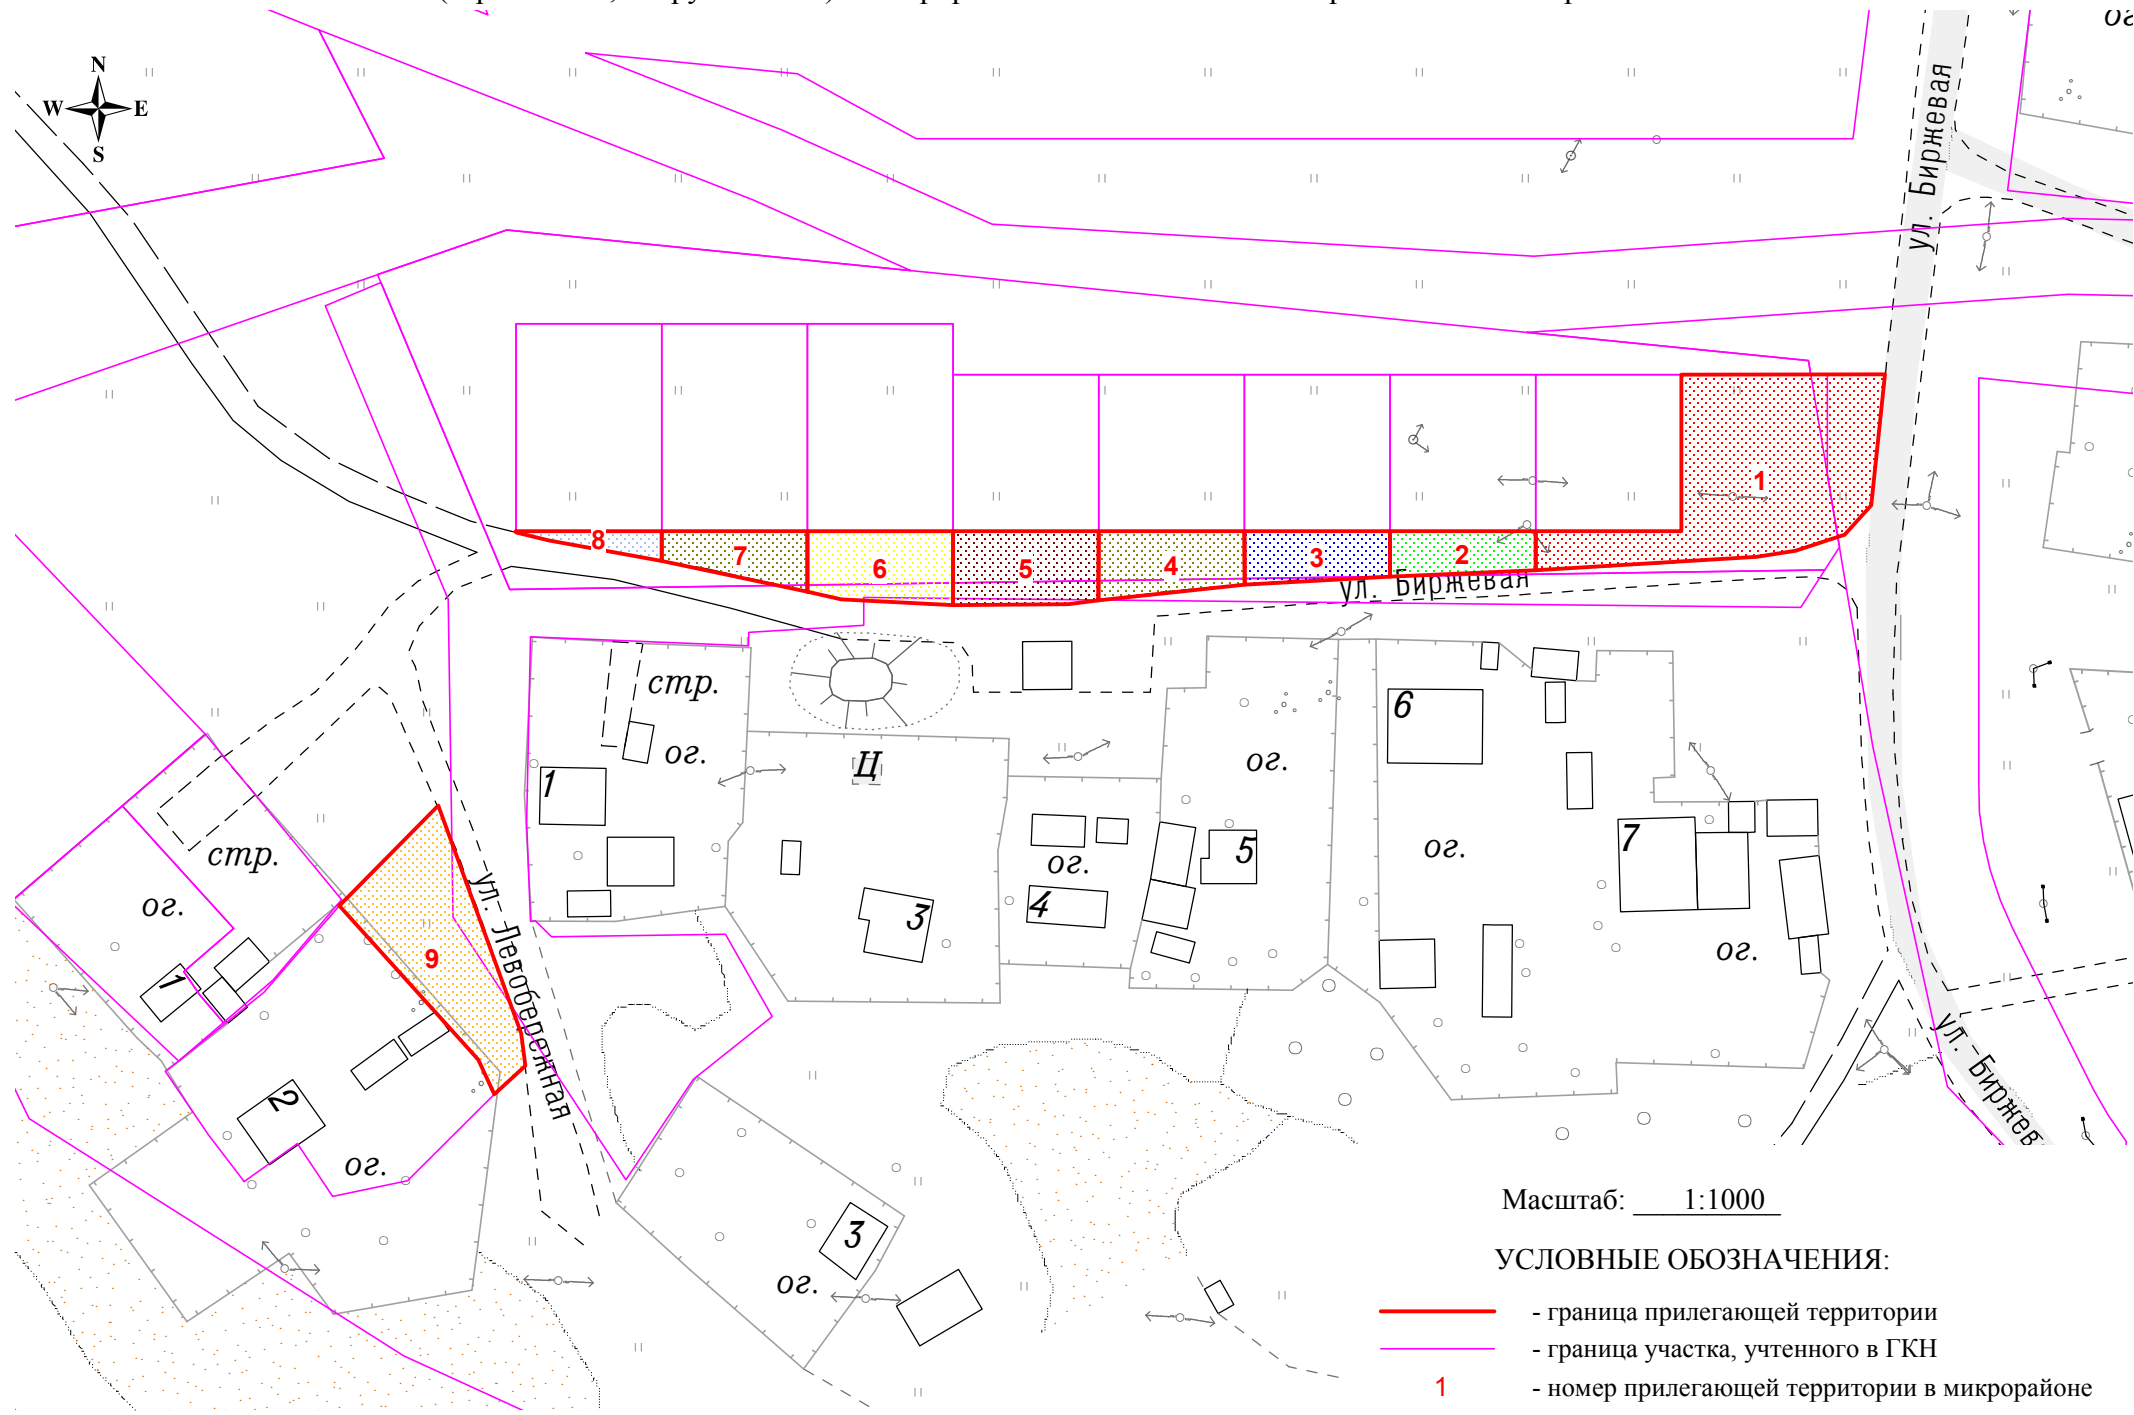 N
W E
S
ул. Биржевая
8
7
6
5
4
3
2
1
ул. Биржевая
стр.
ог.
1
Ц
3
ог.
4
ог.
5
6
ог.
7
ог.
стр.
ог.
1
9
ул. Левобережная
2
ог.
3
ог.
ул. Биржев
Масштаб: 1:1000
УСЛОВНЫЕ ОБОЗНАЧЕНИЯ:
- граница прилегающей территории
- граница участка, учтенного в ГКН
1 - номер прилегающей территории в микрорайоне